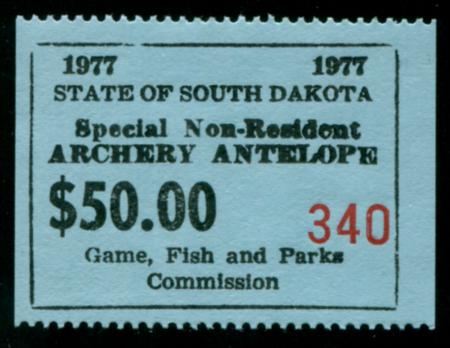 1977 1977
STATE OF SOUTH DAKOTA
Special Non-Resident
ARCHERY ANTELOPE
$50.00 340
Game, Fish and Parks
Commission